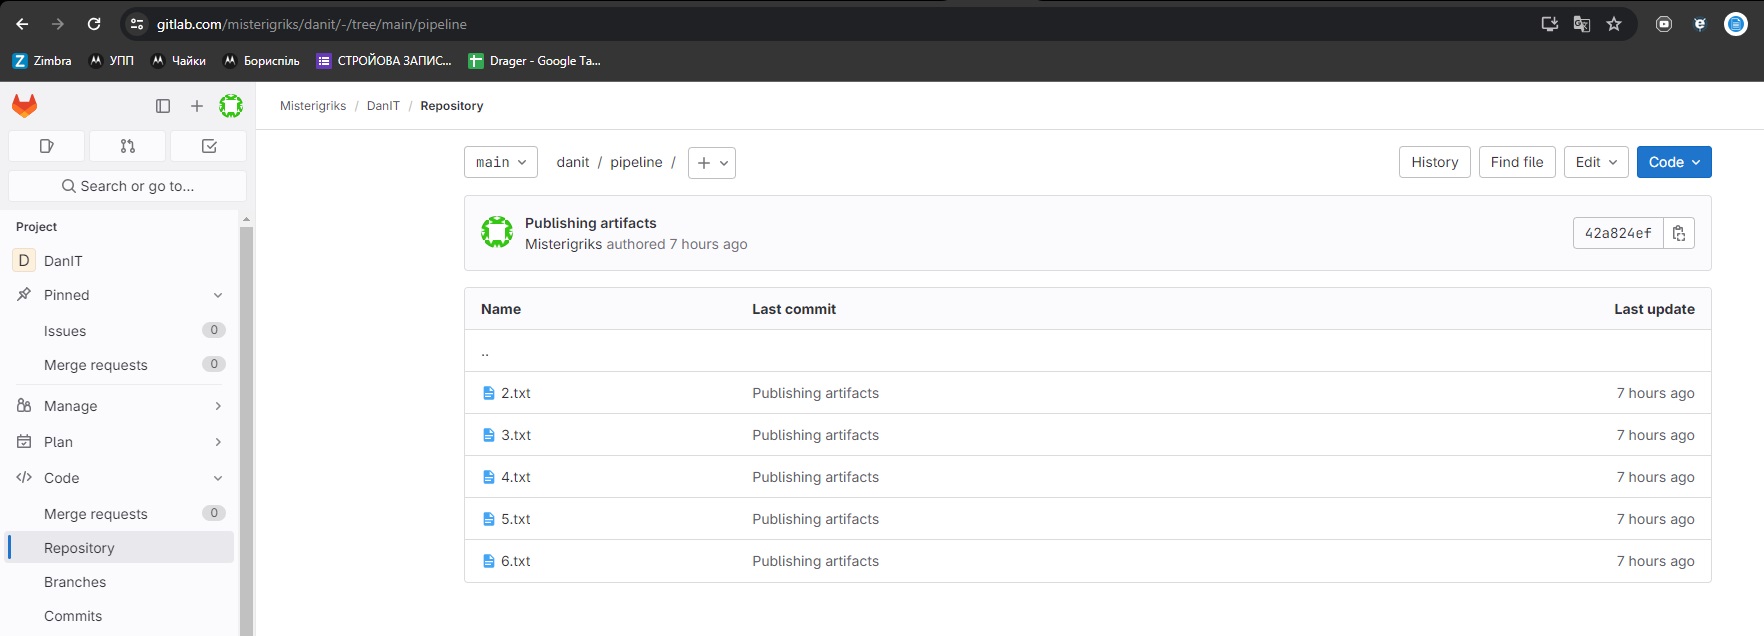 gitlab.com/misterigriks/danit/-/tree/main/pipeline
Z Zimbra УПП Чайки Бориспіль СТРОЙОВА ЗАПИС... Drager - Google Ta...
Misterigriks / DanIT / Repository
Search or go to...
Project
D DanIT
Pinned
Issues 0
Merge requests 0
Manage
Plan
Code
Merge requests 0
Repository
Branches
Commits
main danit / pipeline / + History Find file Edit Code
Publishing artifacts
Misterigriks authored 7 hours ago 42a824ef
Name Last commit Last update
..
2.txt Publishing artifacts 7 hours ago
3.txt Publishing artifacts 7 hours ago
4.txt Publishing artifacts 7 hours ago
5.txt Publishing artifacts 7 hours ago
6.txt Publishing artifacts 7 hours ago